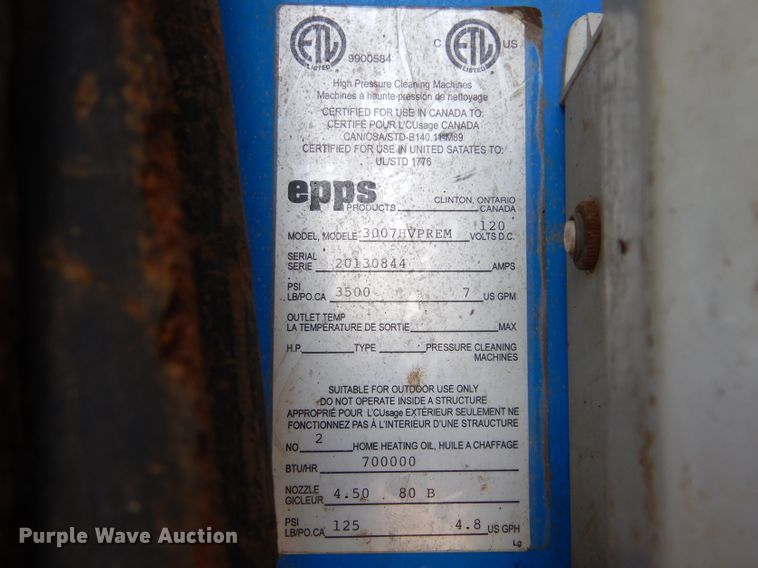 ETL LISTED 9900584 C ETL LISTED US
High Pressure Cleaning Machines
Machines à haunte-pression de nettoyage
CERTIFIED FOR USE IN CANADA TO:
CERTIFÉ POUR L'CUsage CANADA
CAN/CSA/STD-B140.11-M89
CERTIFIED FOR USE IN UNITED SATATES TO:
UL/STD 1776
epps PRODUCTS CLINTON, ONTARIO CANADA
MODEL, MODELE 3007HVPREM 120 VOLTS D.C.
SERIAL
SERIE 20130844 AMPS
PSI
LB/PO.CA 3500 7 US GPM
OUTLET TEMP
LA TEMPÉRATURE DE SORTIE MAX
H.P. TYPE PRESSURE CLEANING
MACHINES
SUITABLE FOR OUTDOOR USE ONLY
DO NOT OPERATE INSIDE A STRUCTURE
APPROPRIÉ POUR L'CUsage EXTÉRIEUR SEULEMENT NE
FONCTIONNEZ PAS À L'INTERIEUR D'UNE STRAUCTURE
NO 2 HOME HEATING OIL, HUILE A CHAFFAGE
BTU/HR 700000
NOZZLE
GICLEUR 4.50 80 B
PSI
LB/PO.CA 125 4.8 US GPH
Lg
Purple Wave Auction